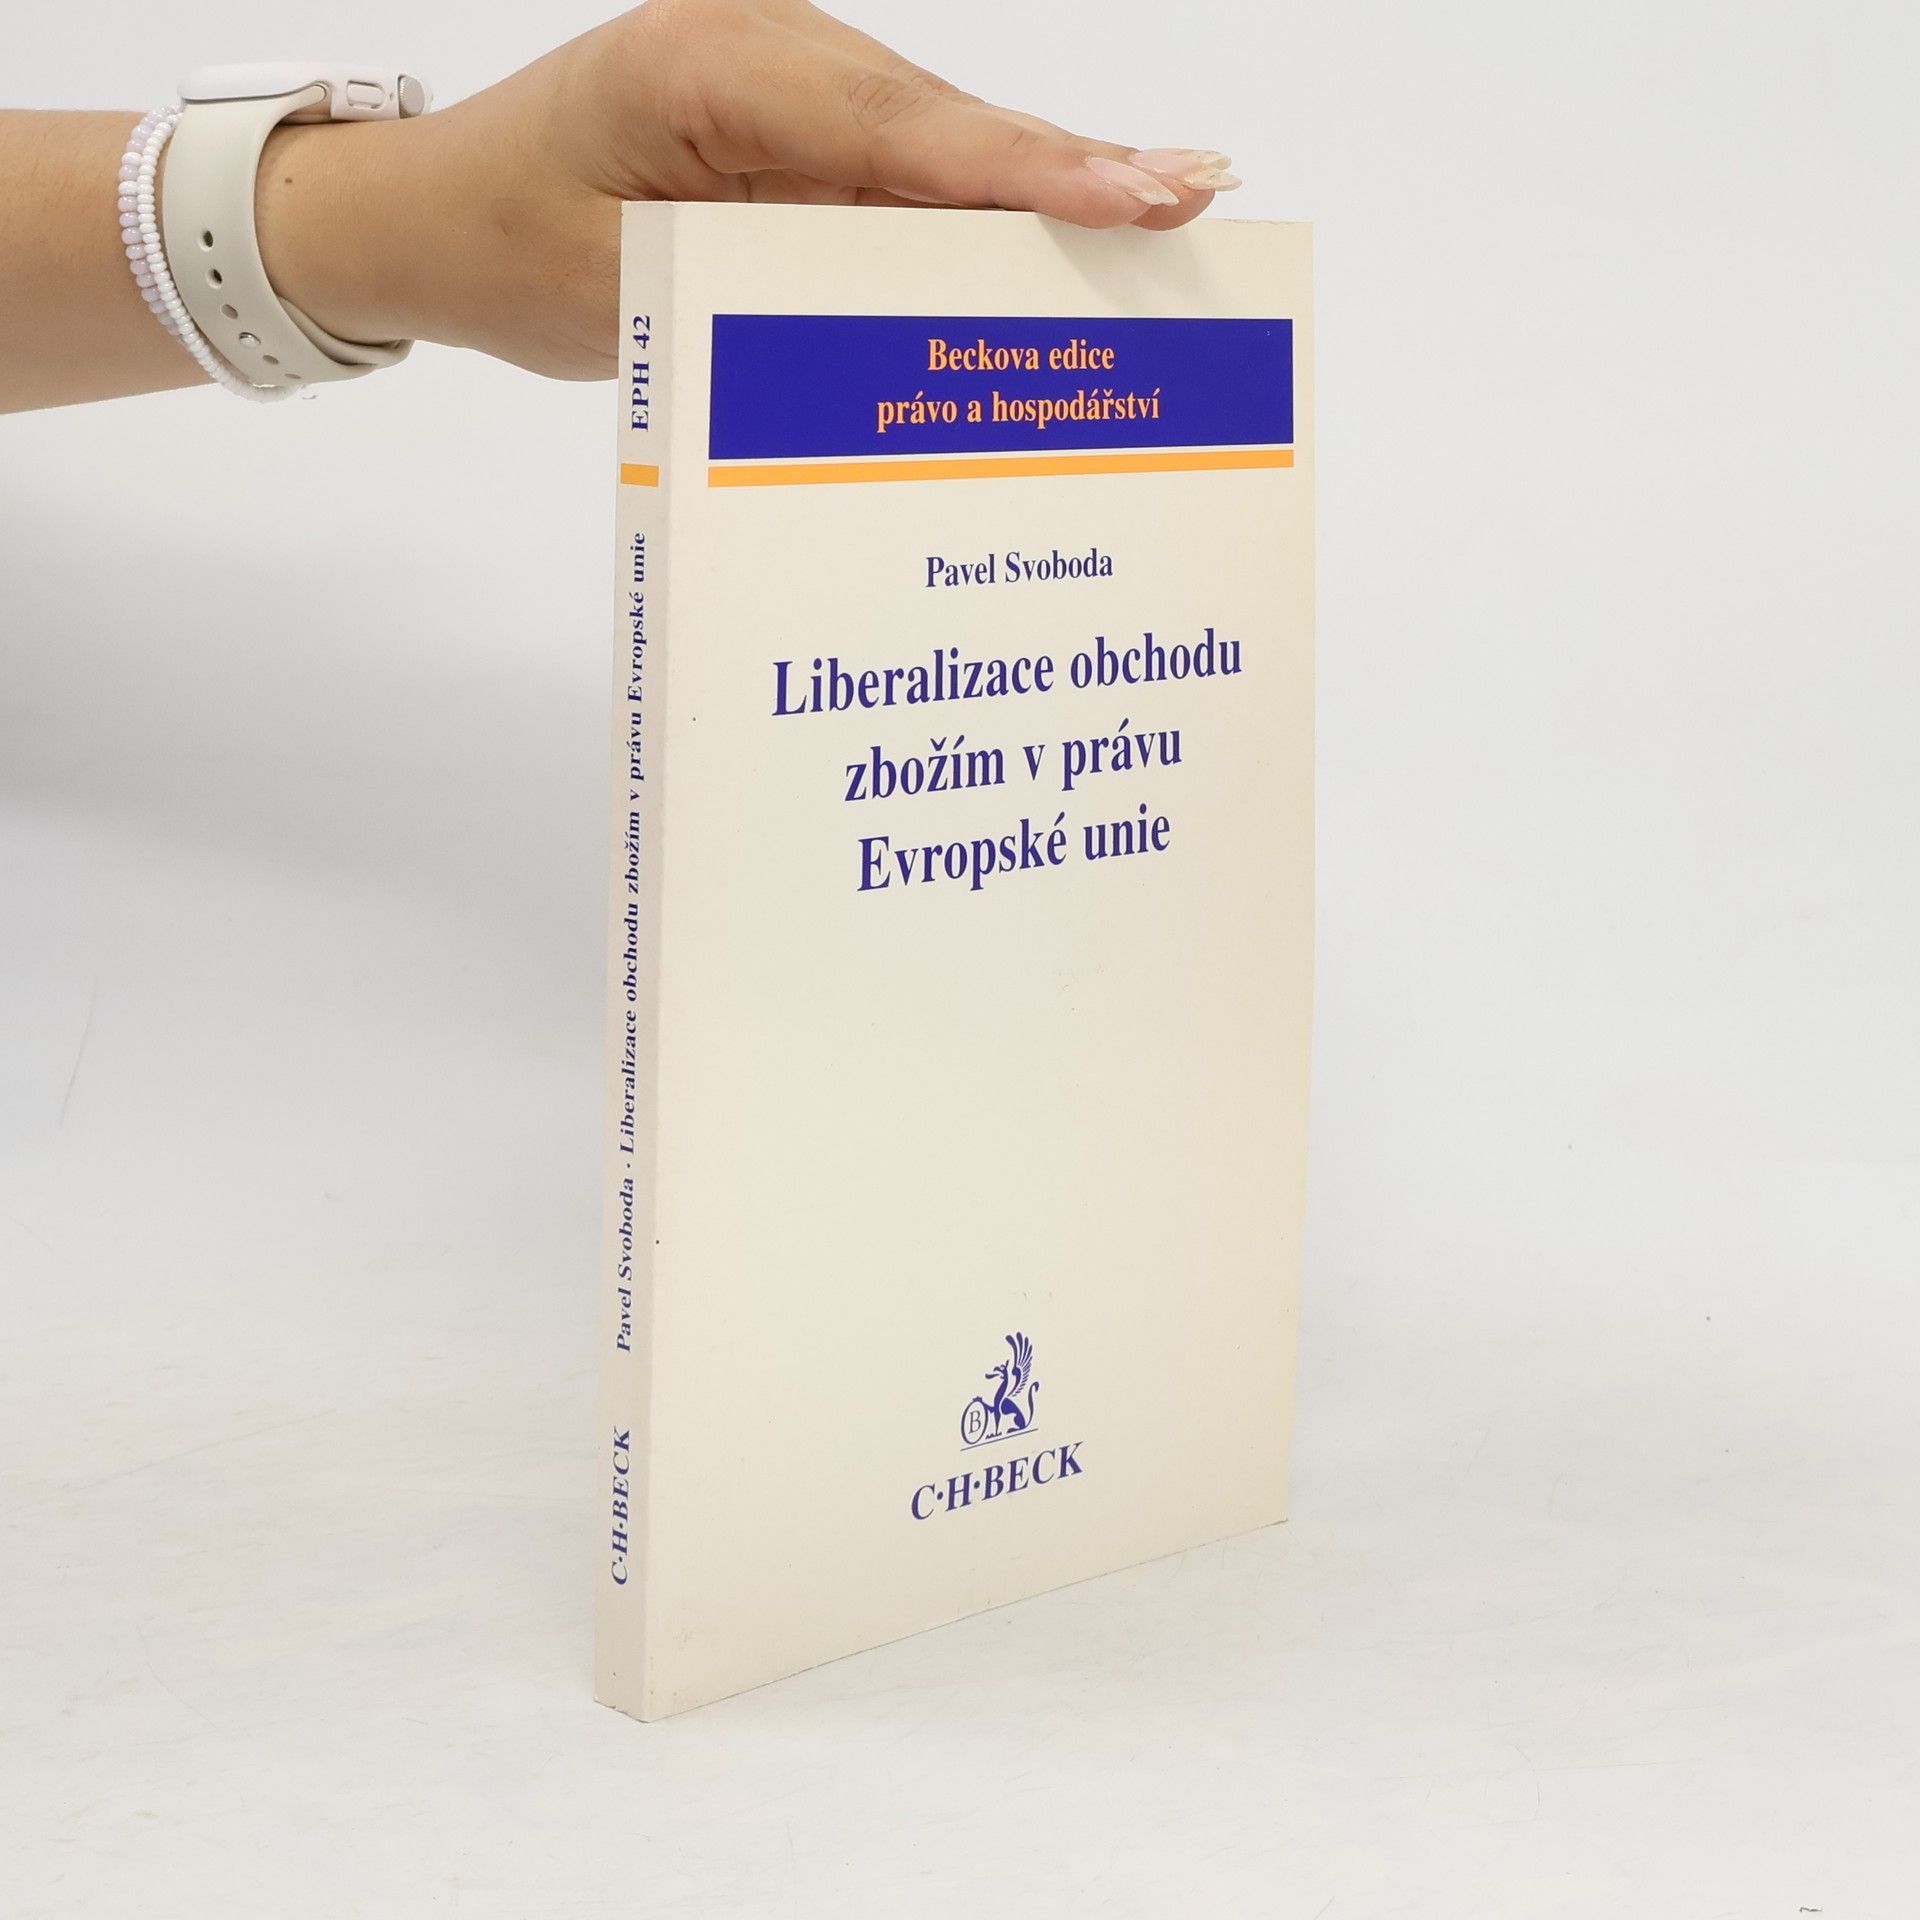 Beckova edice
právo a hospodářství
Pavel Svoboda
Liberalizace obchodu
zbožím v právu
Evropské unie
B
C·H·BECK
EPH 42
Pavel Svoboda · Liberalizace obchodu zbožím v právu Evropské unie
C·H·BECK